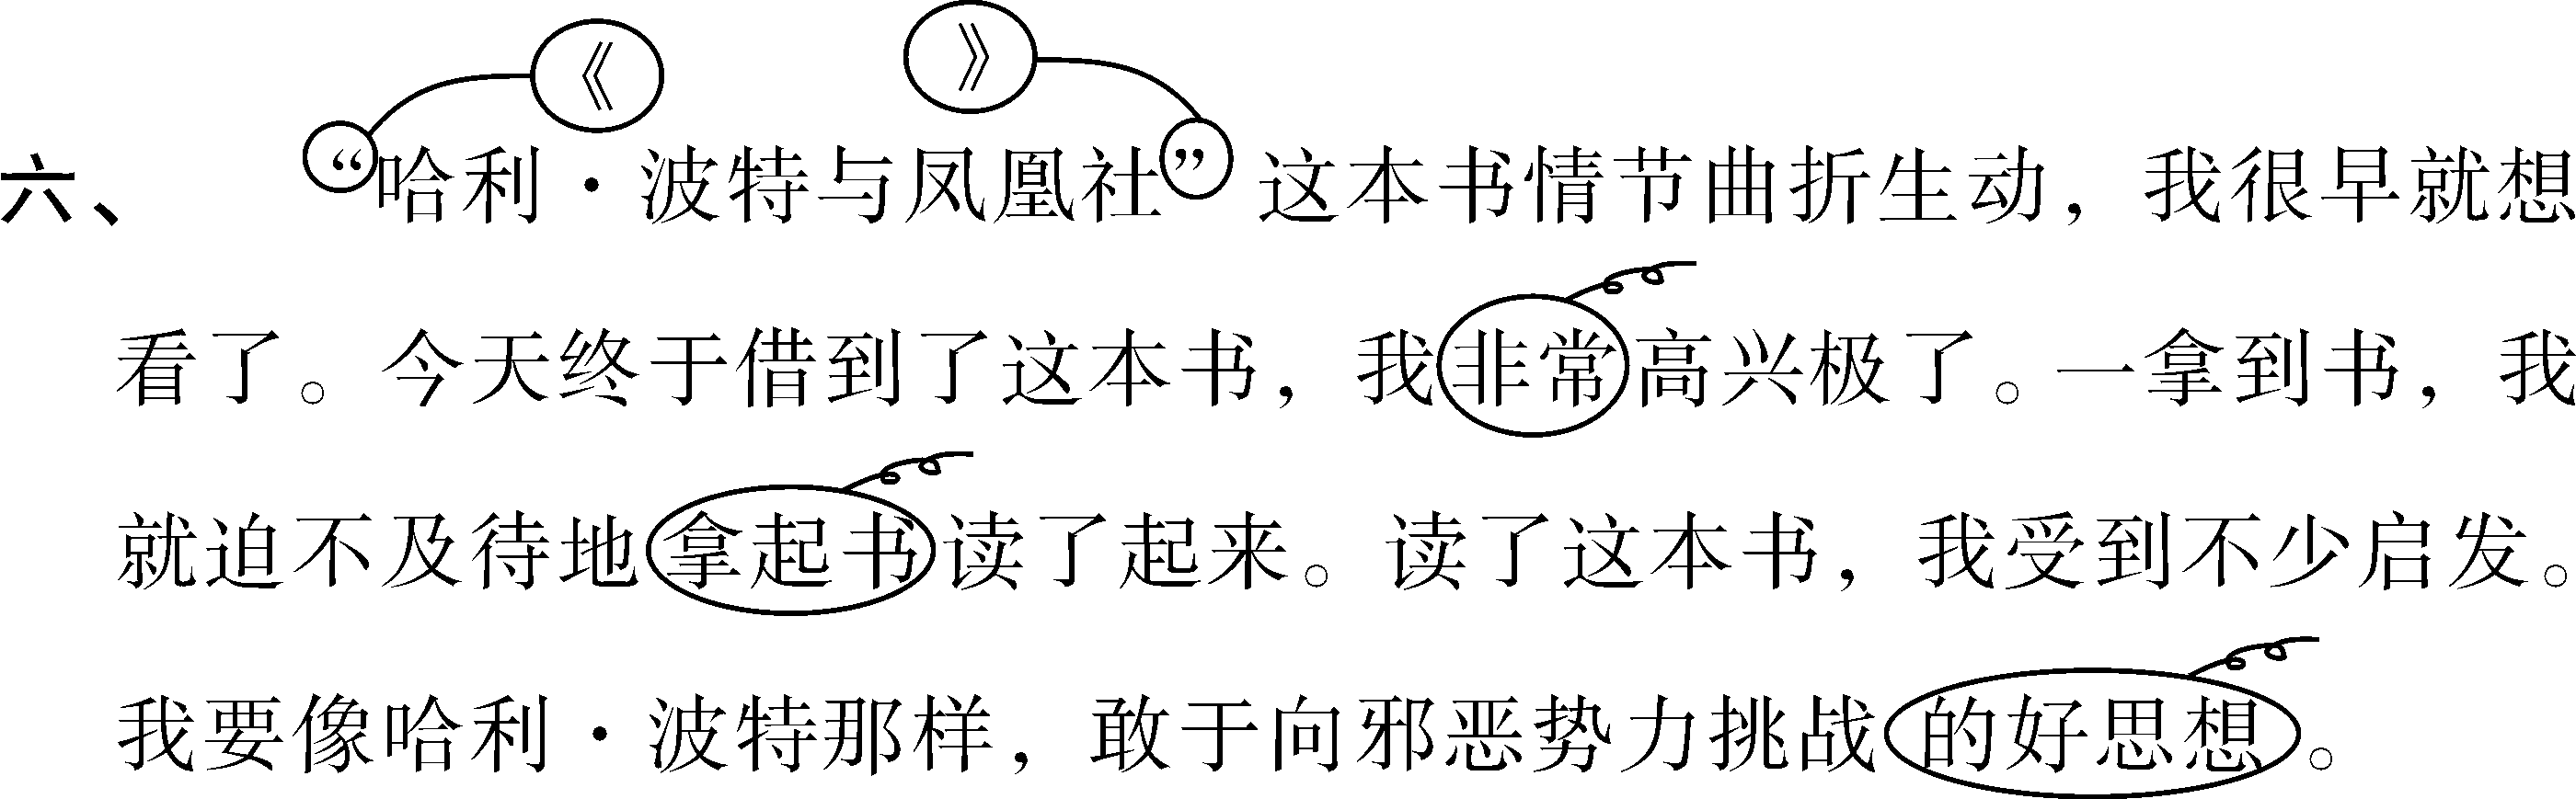 《 》
六、 “哈利·波特与凤凰社”这本书情节曲折生动，我很早就想
看了。今天终于借到了这本书，我非常高兴极了。一拿到书，我
就迫不及待地拿起书读了起来。读了这本书，我受到不少启发。
我要像哈利·波特那样，敢于向邪恶势力挑战的好思想。